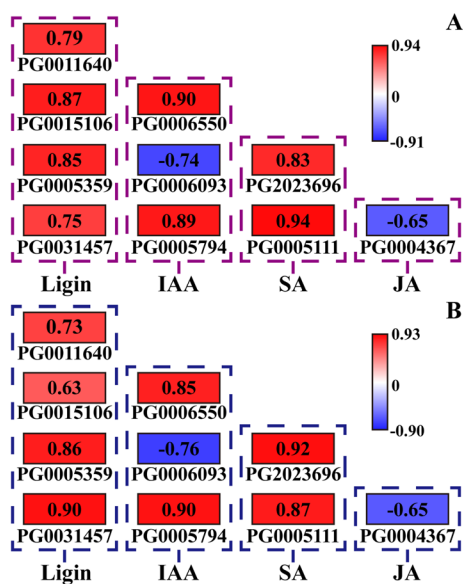 A
0.79
PG0011640
0.87
PG0015106
0.90
PG0006550
0.85
PG0005359
-0.74
PG0006093
0.83
PG2023696
0.75
PG0031457
0.89
PG0005794
0.94
PG0005111
-0.65
PG0004367
Ligin
IAA
SA
JA
0.94
0
-0.91
B
0.73
PG0011640
0.63
PG0015106
0.85
PG0006550
0.86
PG0005359
-0.76
PG0006093
0.92
PG2023696
0.90
PG0031457
0.90
PG0005794
0.87
PG0005111
-0.65
PG0004367
Ligin
IAA
SA
JA
0.93
0
-0.90